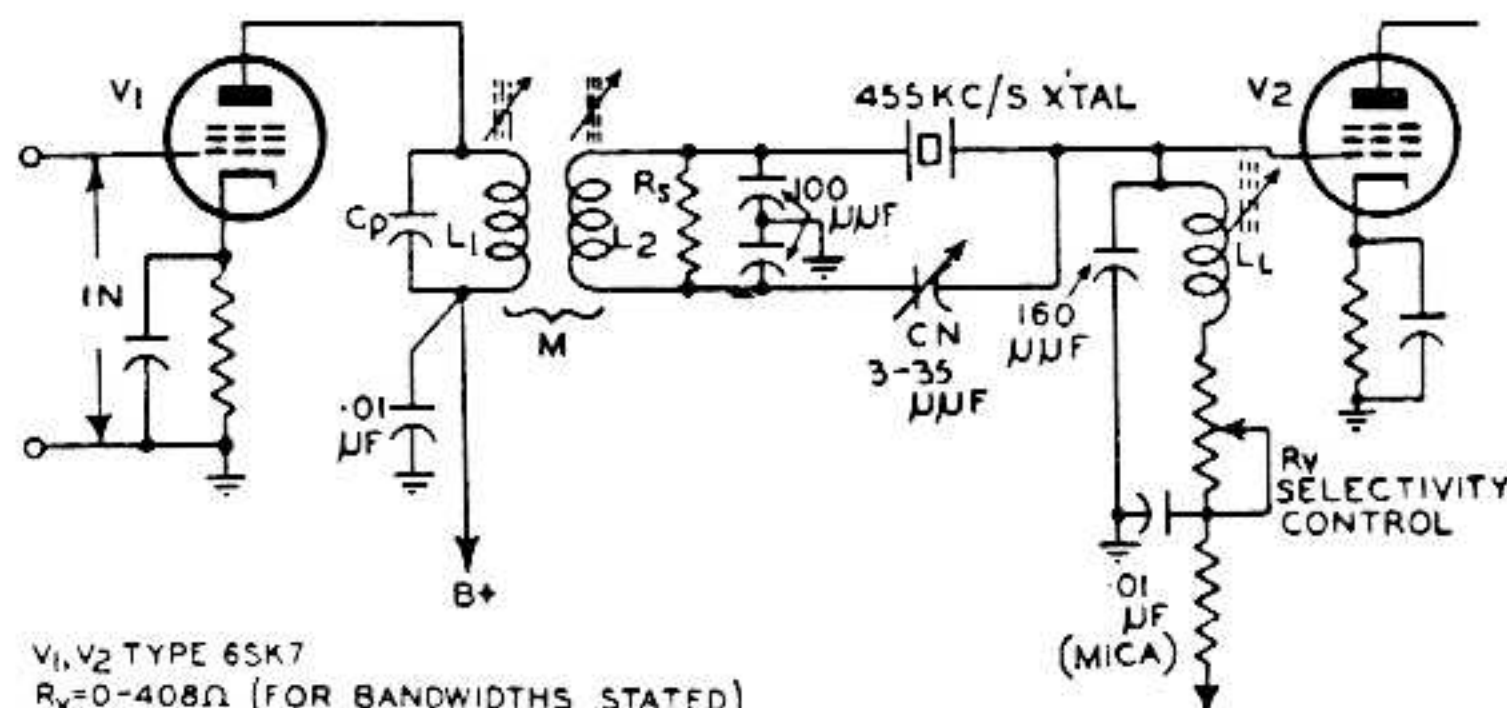 V1
455KC/S X'TAL
V2
Cp
L1
L2
Rs
100
μμF
LL
IN
M
CN
3-35
μμF
160
μμF
.01
μF
RV
SELECTIVITY
CONTROL
B+
.01
μF
(MICA)
V1, V2 TYPE 6SK7
Rv=0-408Ω (FOR BANDWIDTHS STATED)